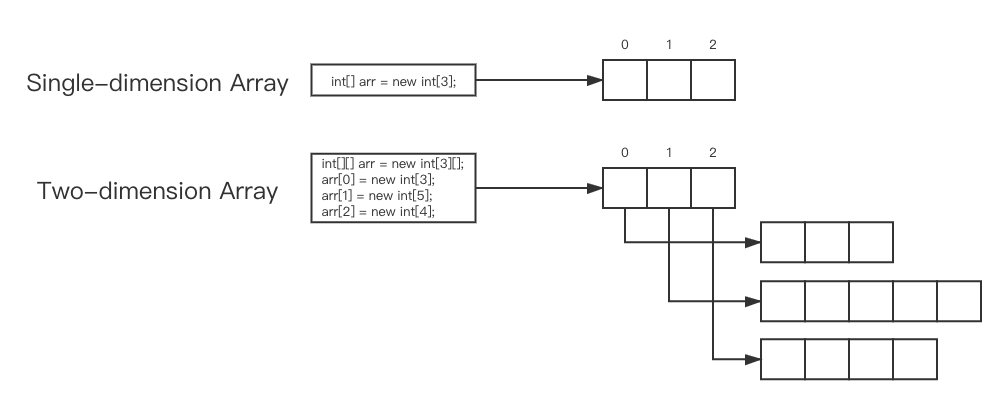 0 1 2
Single-dimension Array
int[] arr = new int[3];
0 1 2
Two-dimension Array
int[][] arr = new int[3][];
arr[0] = new int[3];
arr[1] = new int[5];
arr[2] = new int[4];